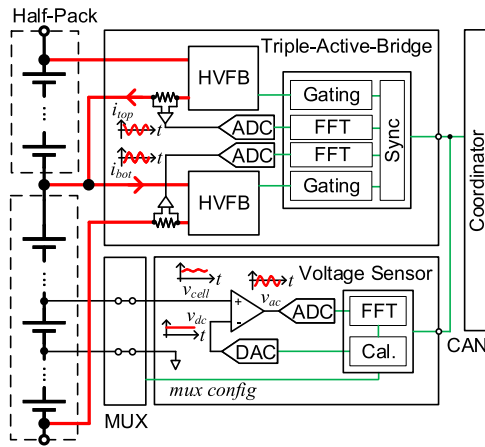 Half-Pack
Triple-Active-Bridge
HVFB
Gating
i_top
t
ADC
FFT
Sync
Coordinator
i_bot
t
ADC
FFT
HVFB
Gating
Voltage Sensor
t
v_cell
t
v_ac
+
-
ADC
FFT
v_dc
t
DAC
Cal.
CAN
mux config
MUX